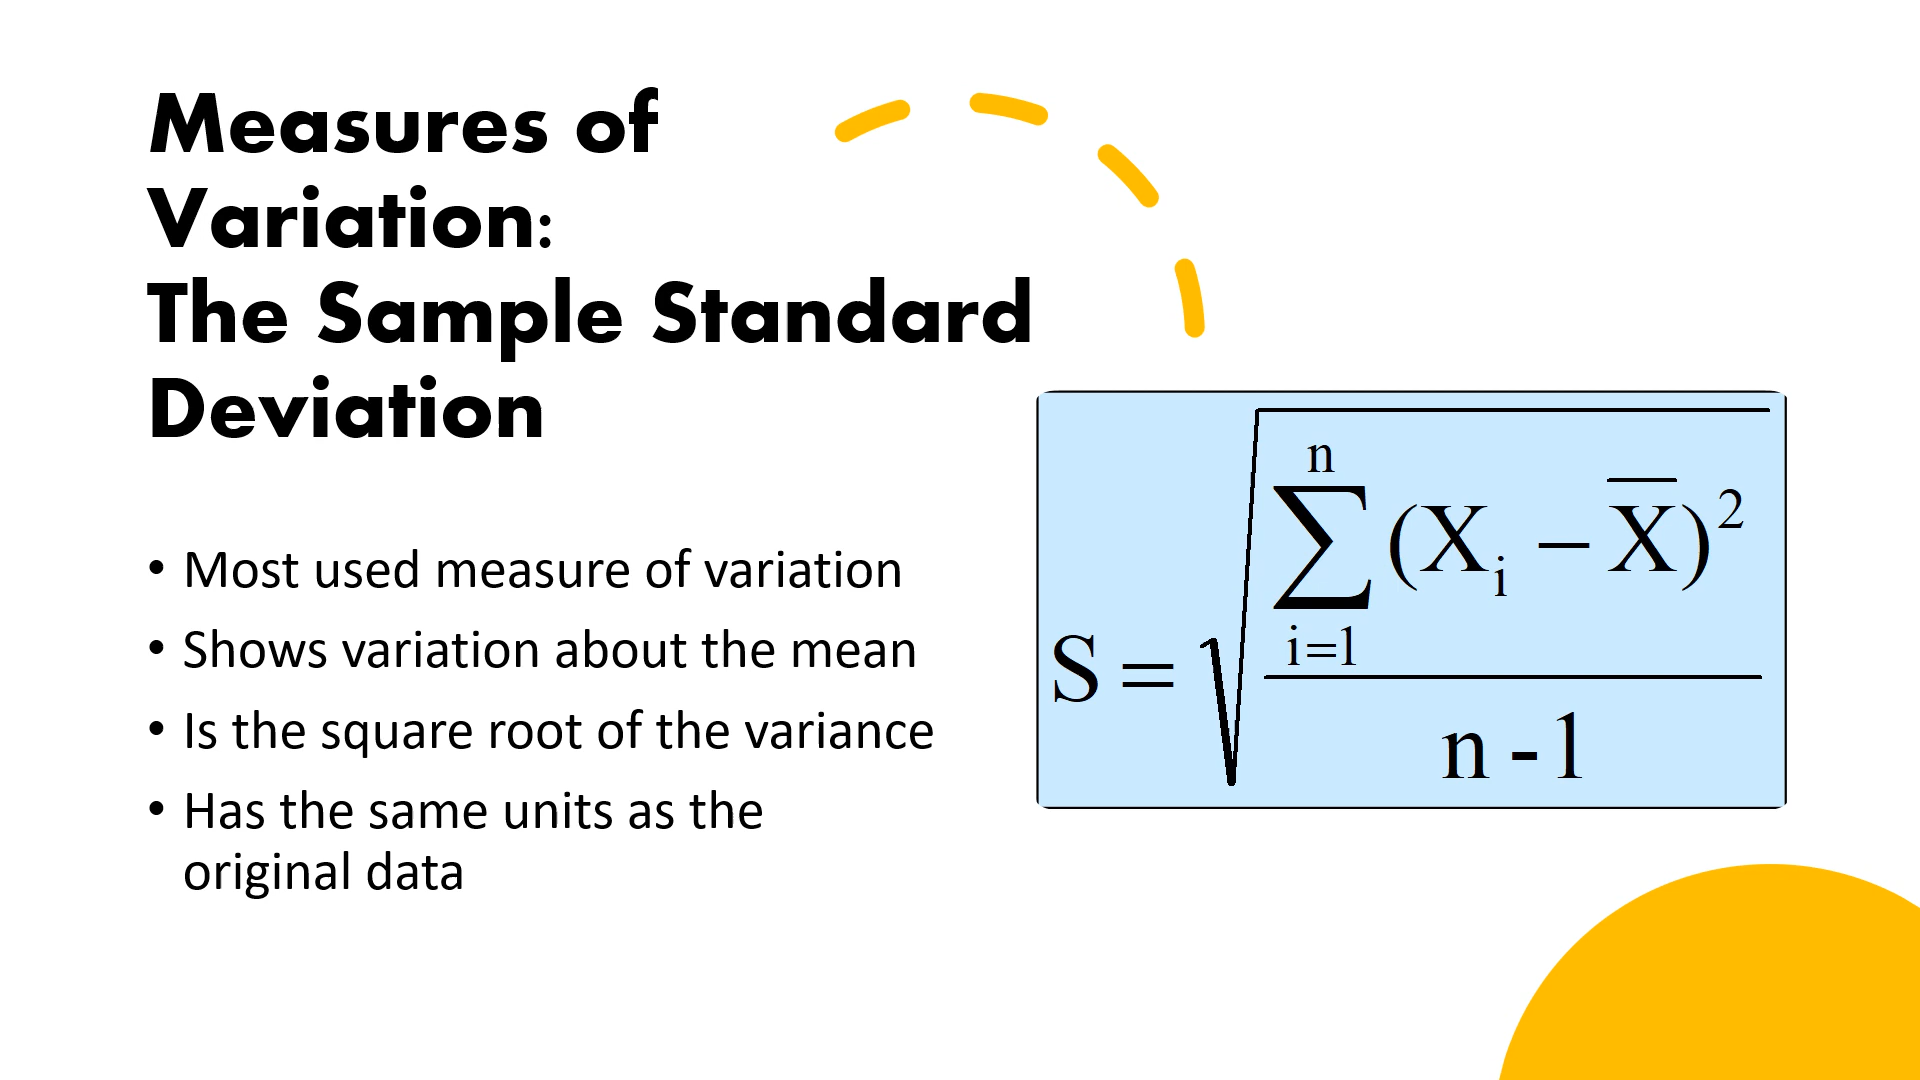 Measures of
Variation:
The Sample Standard
Deviation
• Most used measure of variation
• Shows variation about the mean
• Is the square root of the variance
• Has the same units as the
original data
S = √(∑ i=1 n (Xᵢ – X̅)² / n - 1)